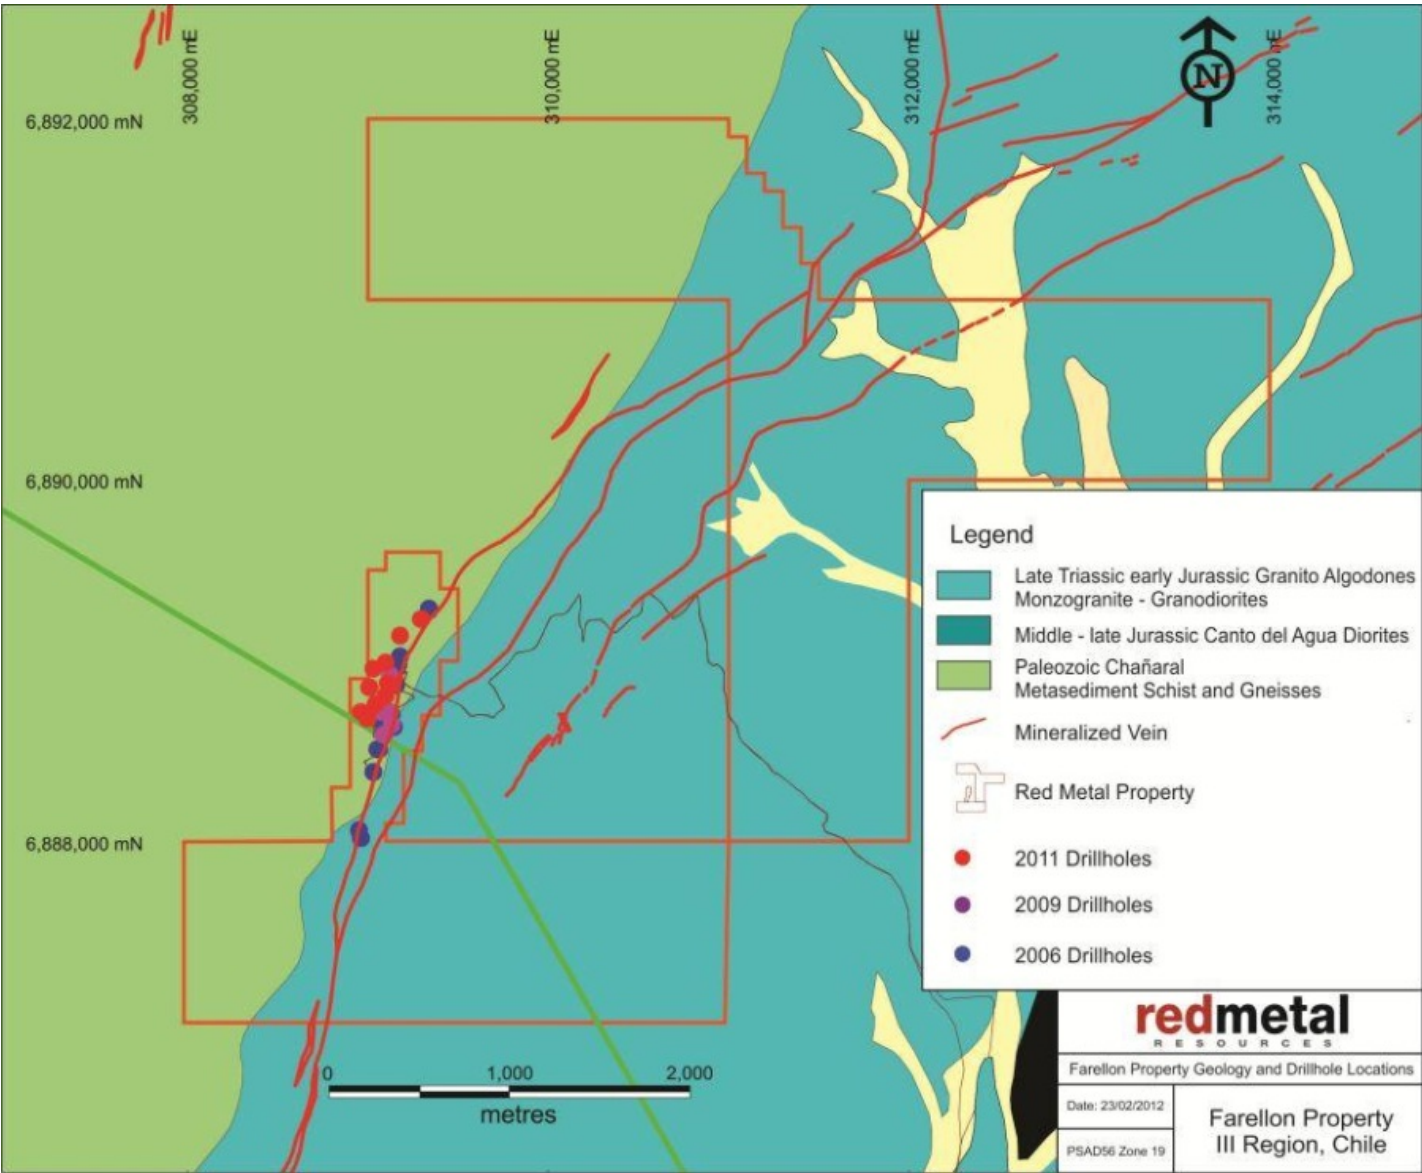 308,000 mE
310,000 mE
312,000 mE
314,000 mE
N
6,892,000 mN
6,890,000 mN
6,888,000 mN
Legend
Late Triassic early Jurassic Granito Algodones
Monzogranite - Granodiorites
Middle - late Jurassic Canto del Agua Diorites
Paleozoic Chañaral
Metasediment Schist and Gneisses
Mineralized Vein
Red Metal Property
2011 Drillholes
2009 Drillholes
2006 Drillholes
0 1,000 2,000
metres
redmetal
RESOURCES
Farellon Property Geology and Drillhole Locations
Date: 23/02/2012
PSAD56 Zone 19
Farellon Property
III Region, Chile